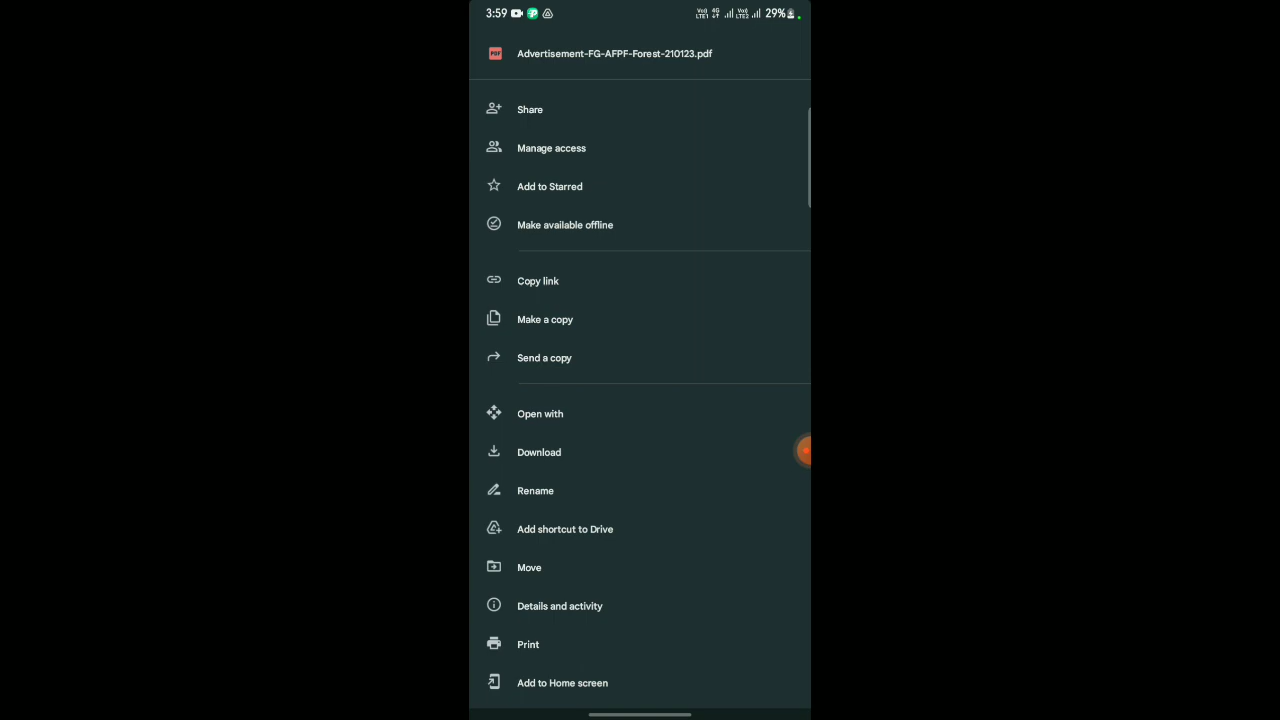 3:59 29%
Advertisement-FG-AFPF-Forest-210123.pdf
Share
Manage access
Add to Starred
Make available offline
Copy link
Make a copy
Send a copy
Open with
Download
Rename
Add shortcut to Drive
Move
Details and activity
Print
Add to Home screen